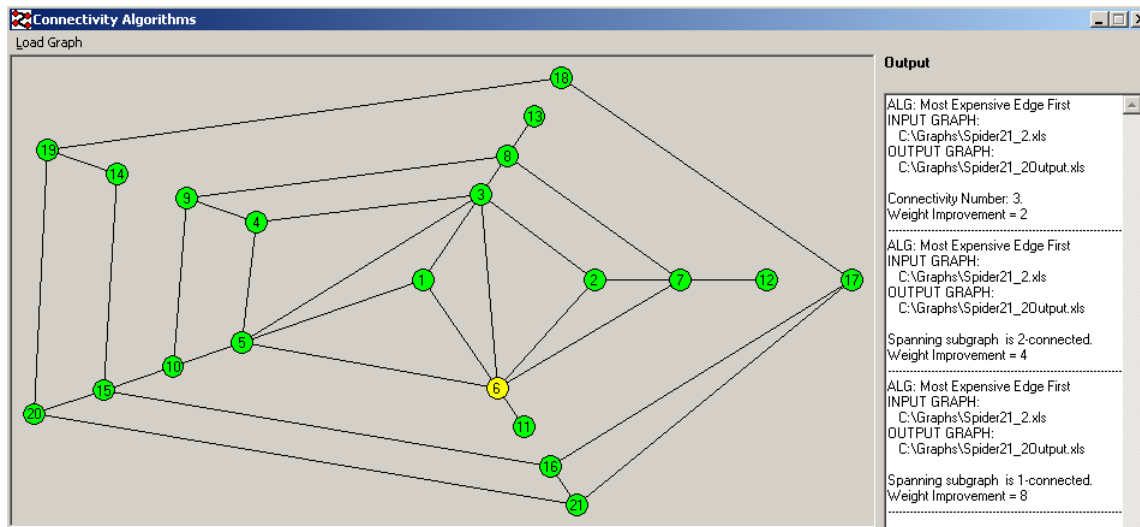 Connectivity Algorithms
Load Graph
Output
18
13
19
8
14
9
3
4
1
2
7
12
17
5
10
6
15
20
11
16
21
ALG: Most Expensive Edge First
INPUT GRAPH:
C:\Graphs\Spider21_2.xls
OUTPUT GRAPH:
C:\Graphs\Spider21_2Output.xls
Connectivity Number: 3.
Weight Improvement = 2
ALG: Most Expensive Edge First
INPUT GRAPH:
C:\Graphs\Spider21_2.xls
OUTPUT GRAPH:
C:\Graphs\Spider21_2Output.xls
Spanning subgraph is 2-connected.
Weight Improvement = 4
ALG: Most Expensive Edge First
INPUT GRAPH:
C:\Graphs\Spider21_2.xls
OUTPUT GRAPH:
C:\Graphs\Spider21_2Output.xls
Spanning subgraph is 1-connected.
Weight Improvement = 8